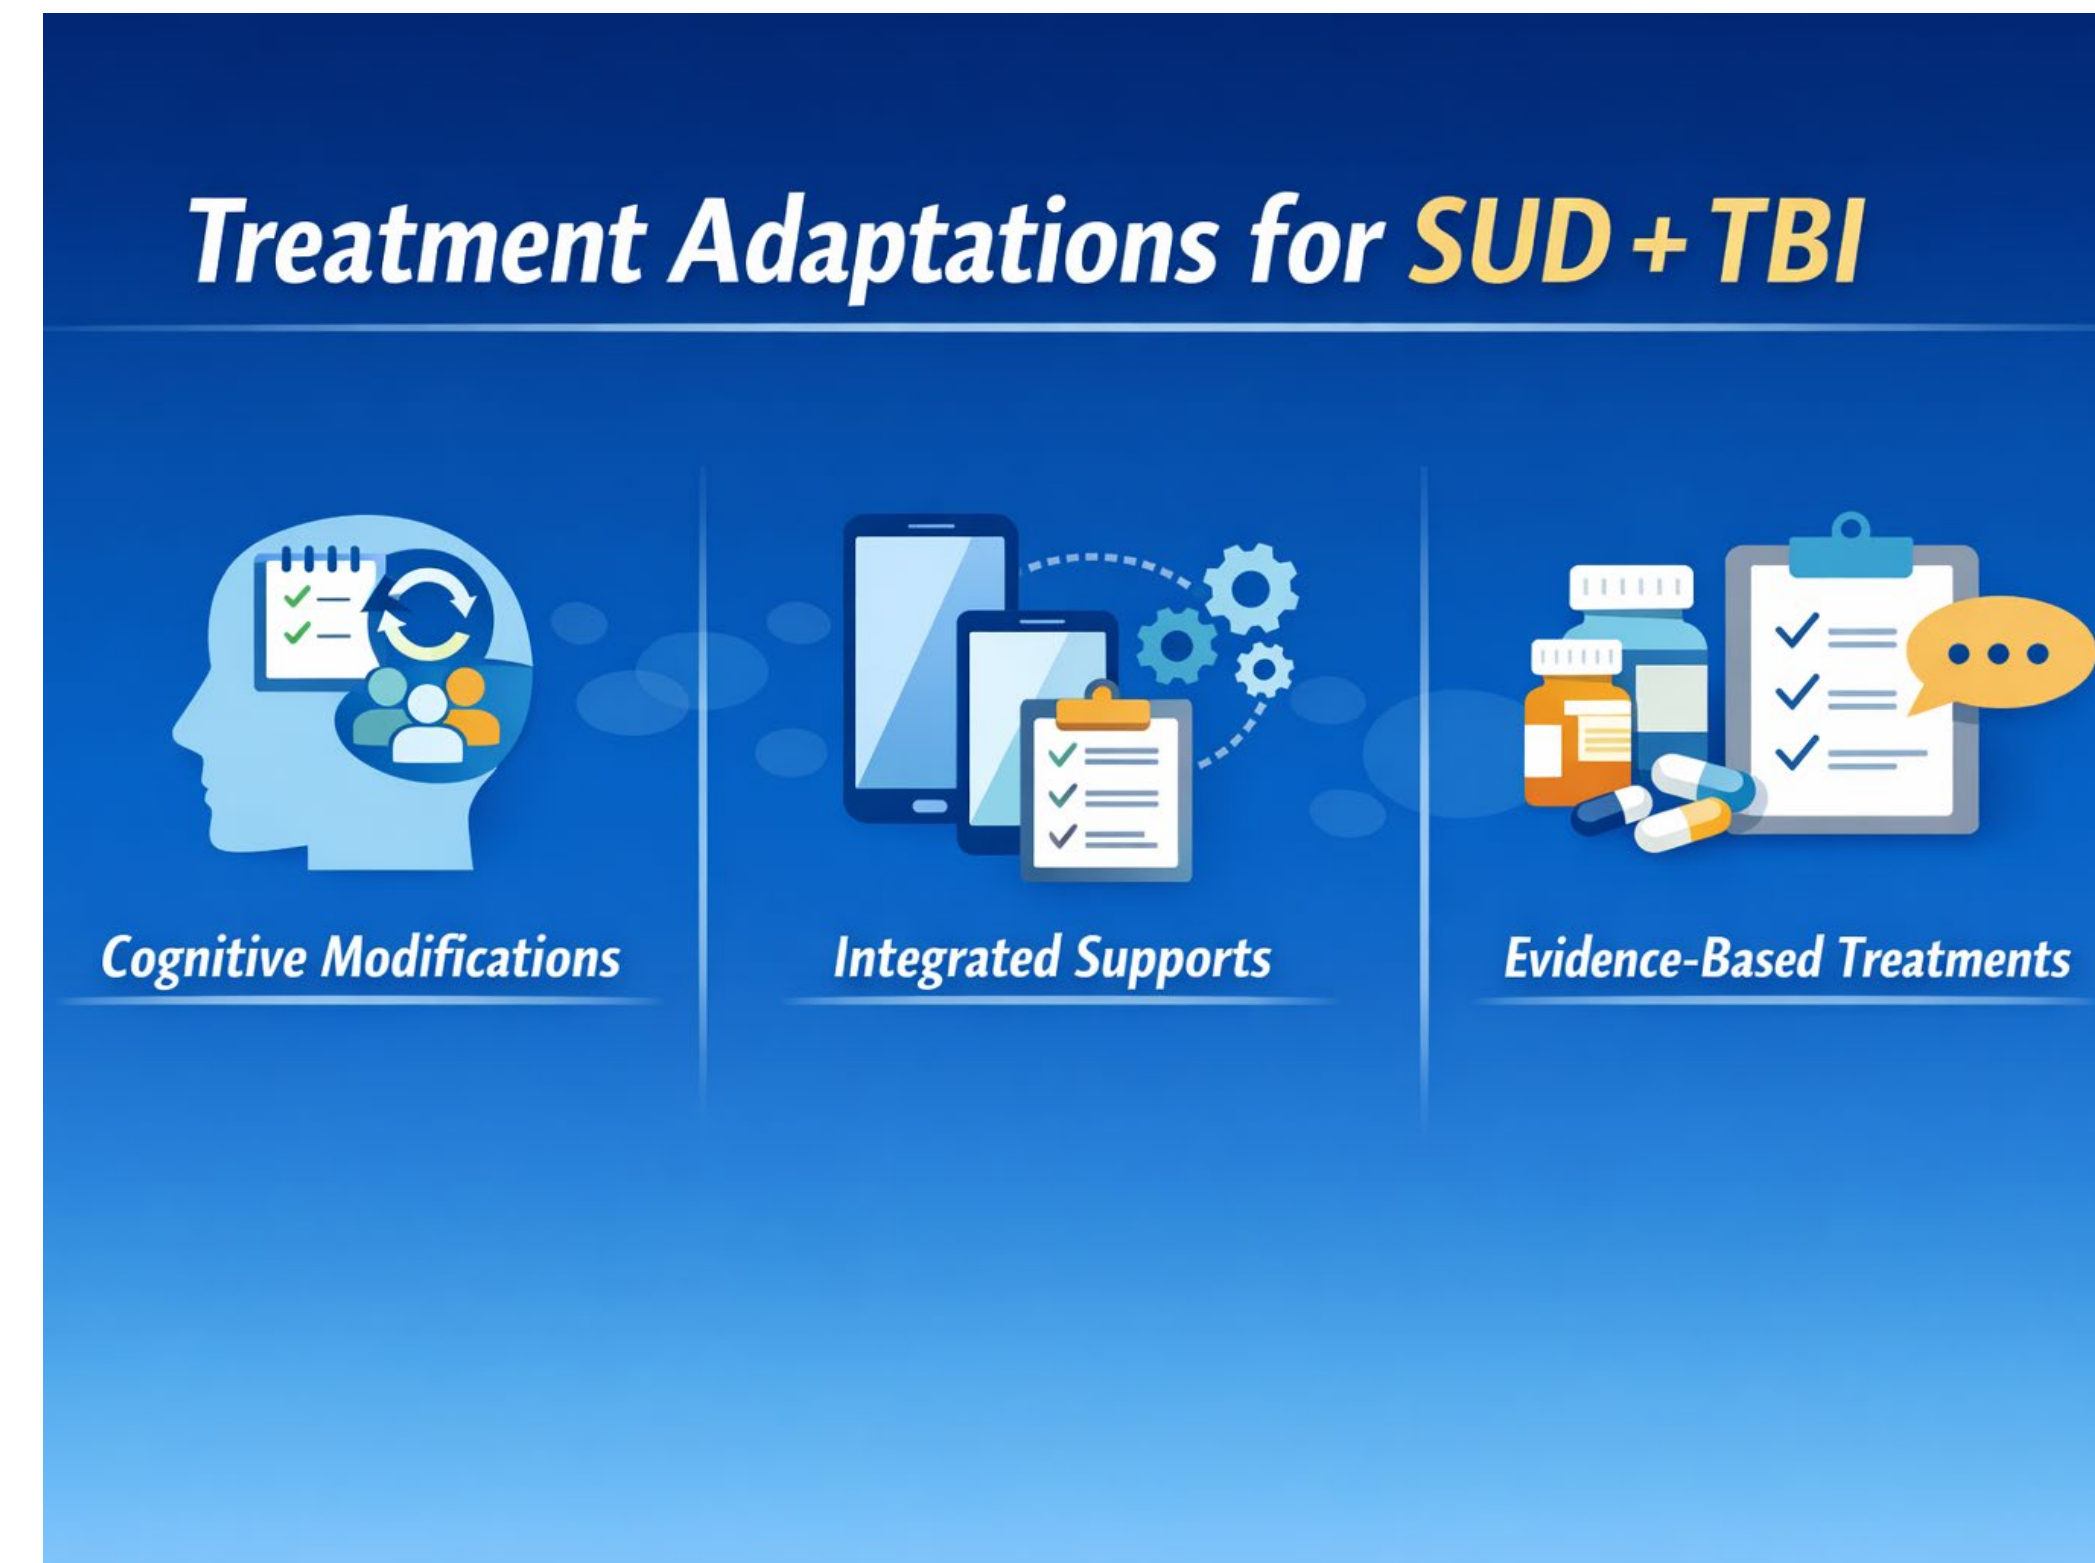 Treatment Adaptations for SUD + TBI
Cognitive Modifications
Integrated Supports
Evidence-Based Treatments